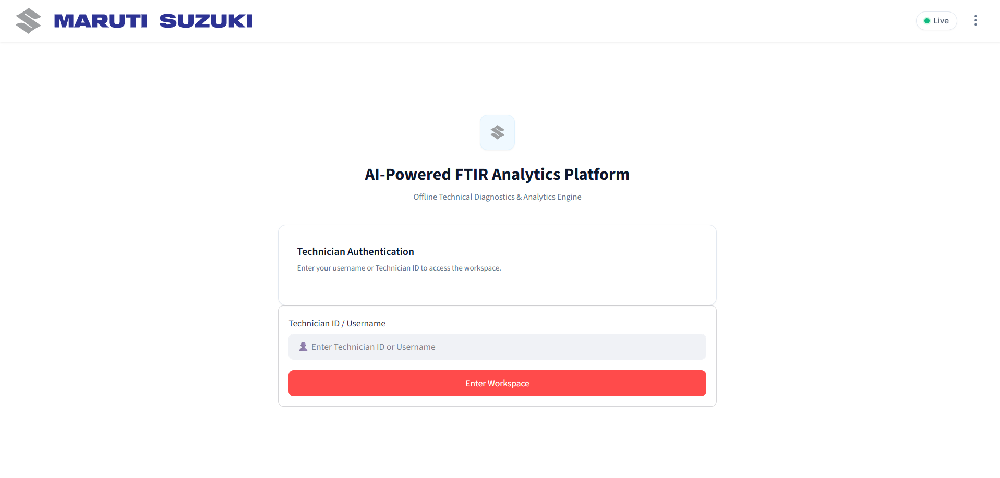 MARUTI SUZUKI
Live
AI-Powered FTIR Analytics Platform
Offline Technical Diagnostics & Analytics Engine
Technician Authentication
Enter your username or Technician ID to access the workspace.
Technician ID / Username
Enter Technician ID or Username
Enter Workspace